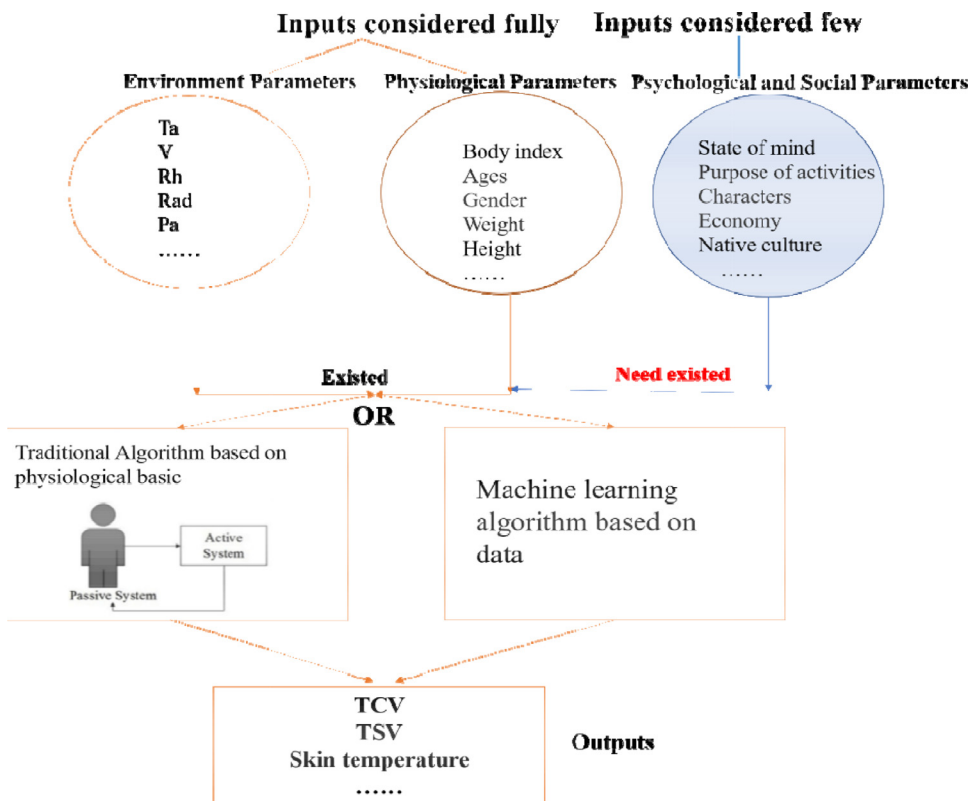 Inputs considered fully
Inputs considered few
Environment Parameters
Physiological Parameters
Psychological and Social Parameters
Ta
V
Rh
Rad
Pa
......
Body index
Ages
Gender
Weight
Height
......
State of mind
Purpose of activities
Characters
Economy
Native culture
......
Existed
Need existed
OR
Traditional Algorithm based on
physiological basic
Active
System
Passive System
Machine learning
algorithm based on
data
TCV
TSV
Skin temperature
......
Outputs